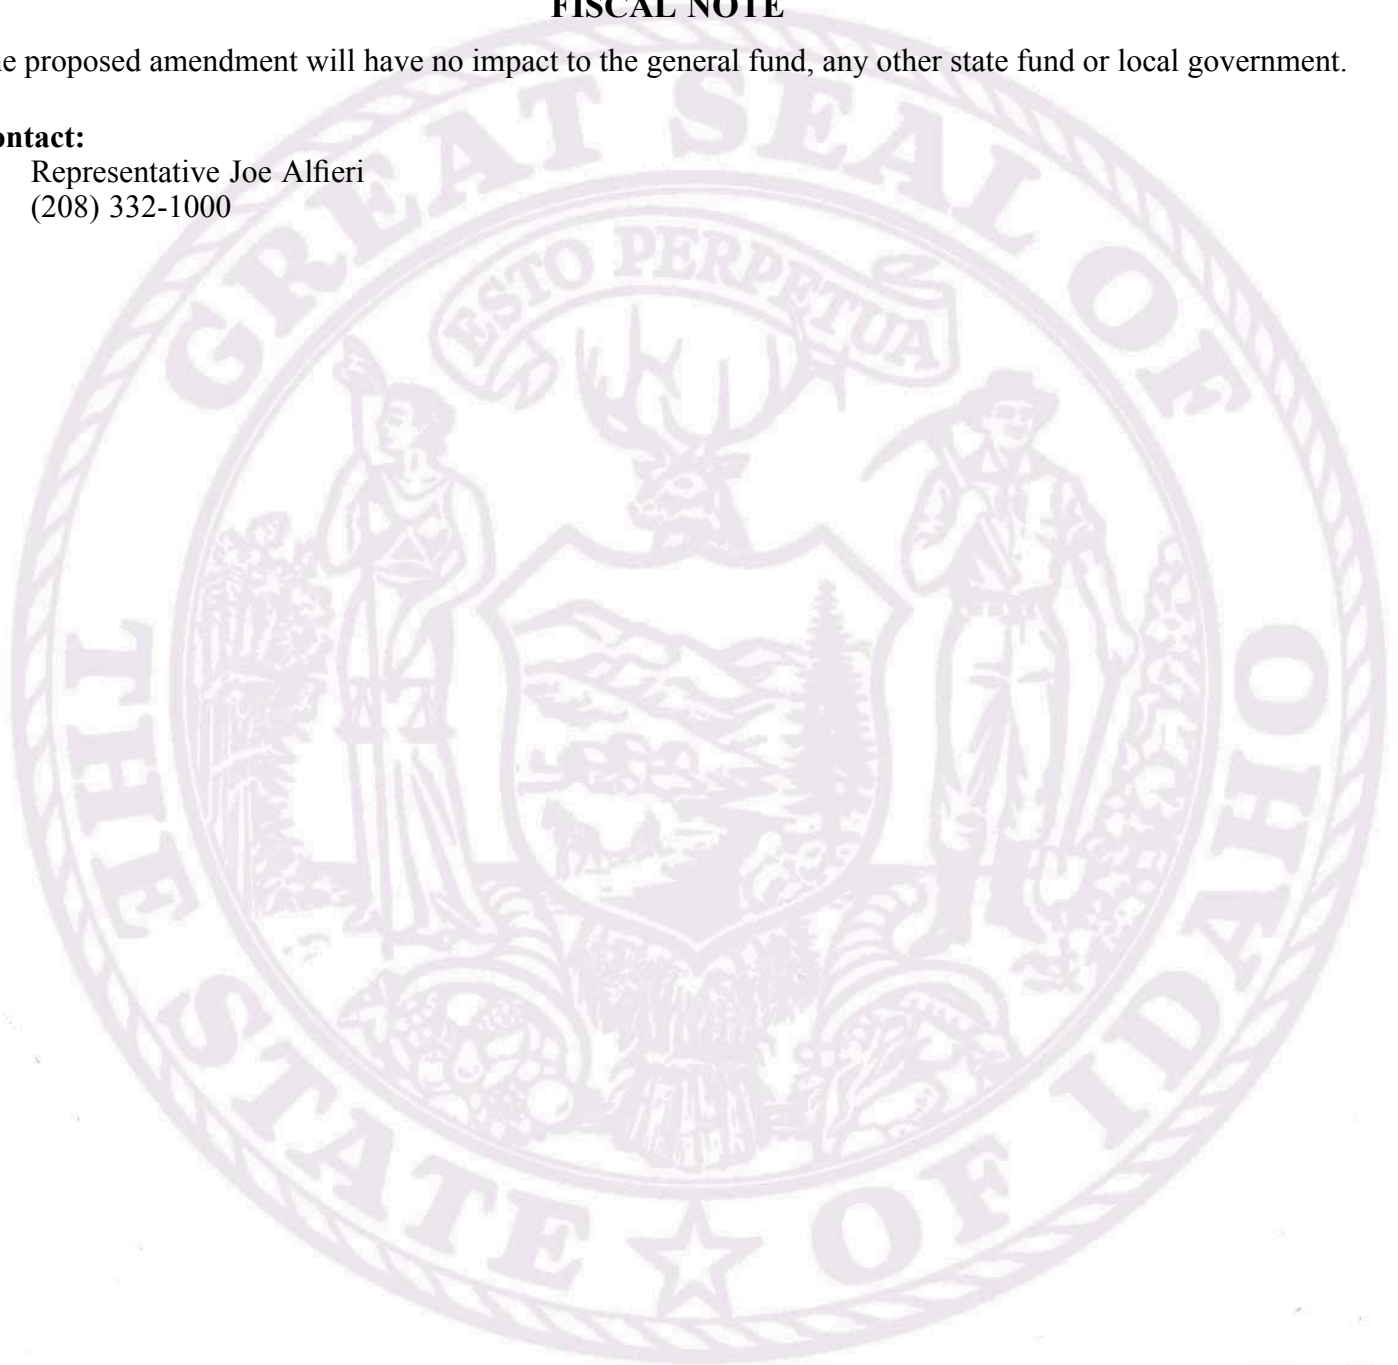 FISCAL NOTE
he proposed amendment will have no impact to the general fund, any other state fund or local government.
ontact:
Representative Joe Alfieri
(208) 332-1000
GREAT SEAL OF
ESTO PERPETUA
THE STATE OF IDAHO